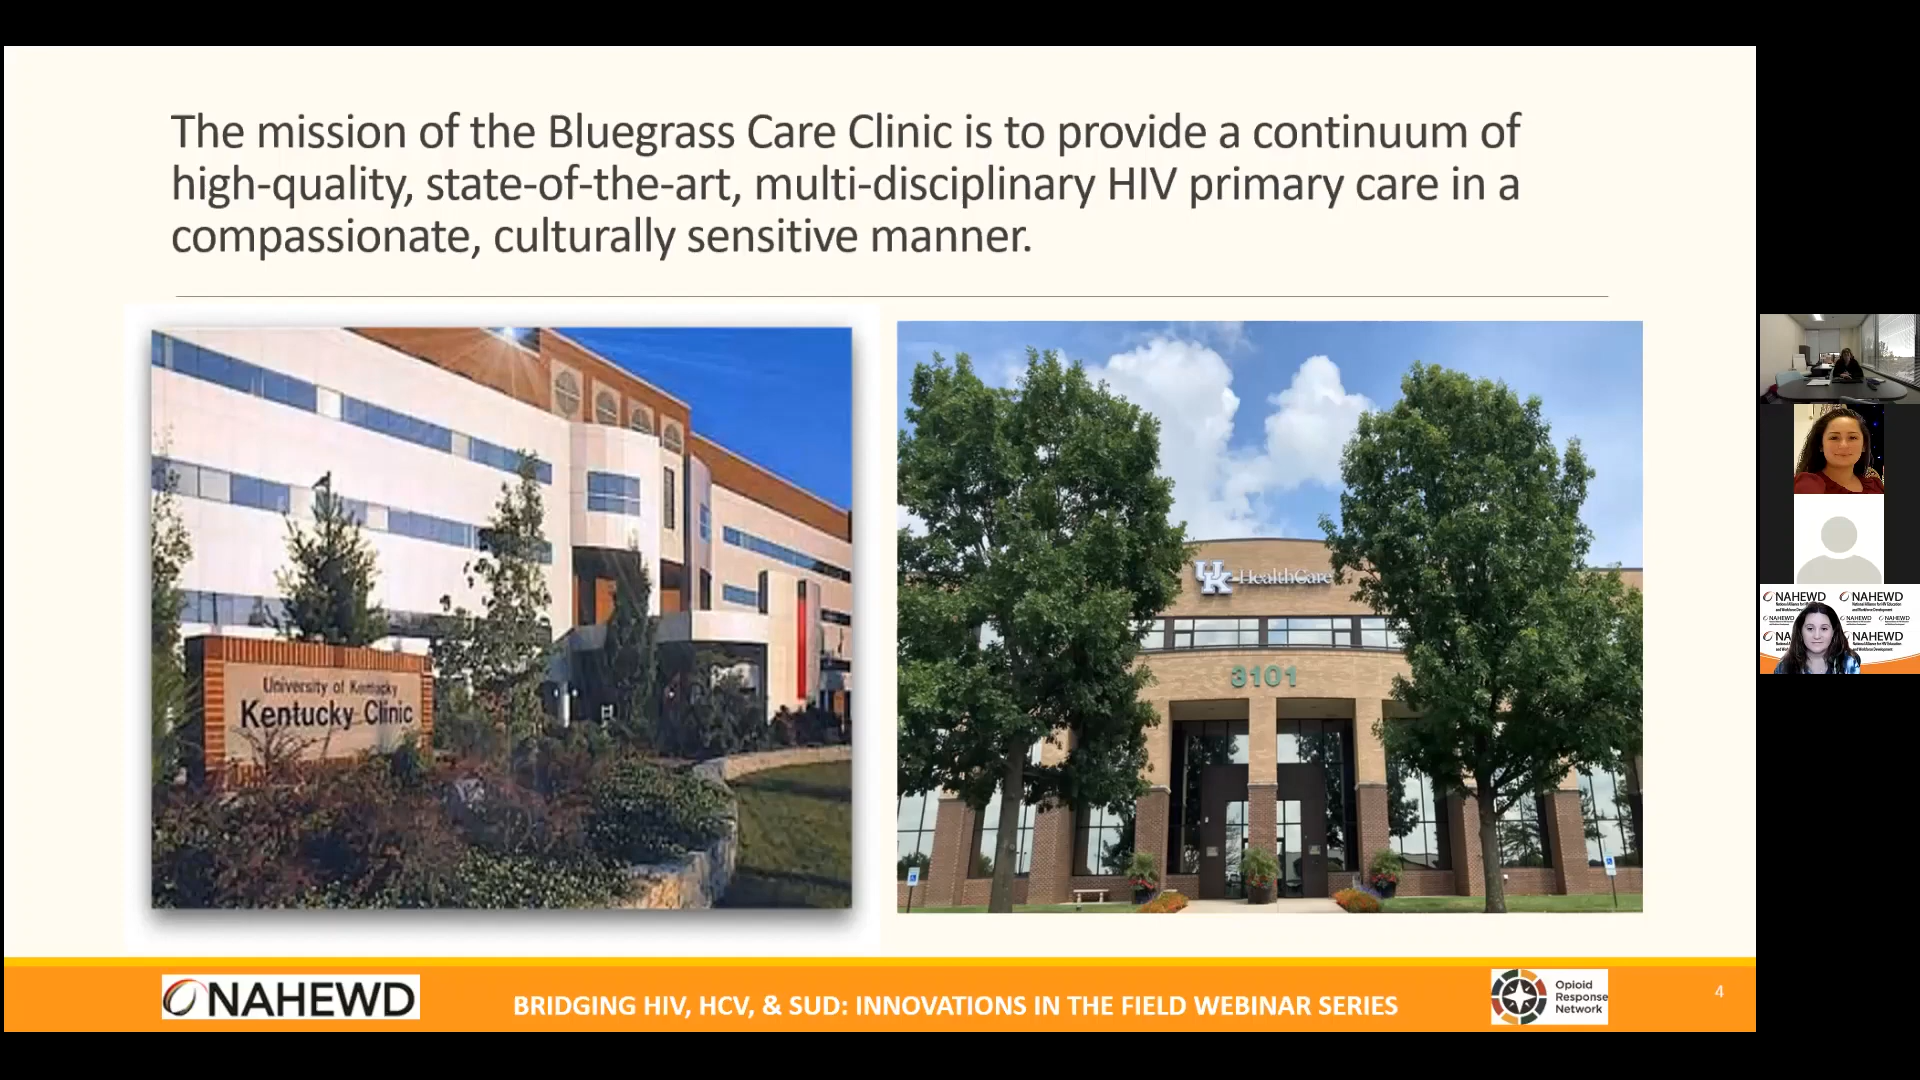 The mission of the Bluegrass Care Clinic is to provide a continuum of
high-quality, state-of-the-art, multi-disciplinary HIV primary care in a
compassionate, culturally sensitive manner.
University of Kentucky
Kentucky Clinic
UK HealthCare
3101
NAHEWD
BRIDGING HIV, HCV, & SUD: INNOVATIONS IN THE FIELD WEBINAR SERIES
Opioid
Response
Network
4
NAHEWD NAHEWD
NAHEWD NAHEWD
NAHEWD